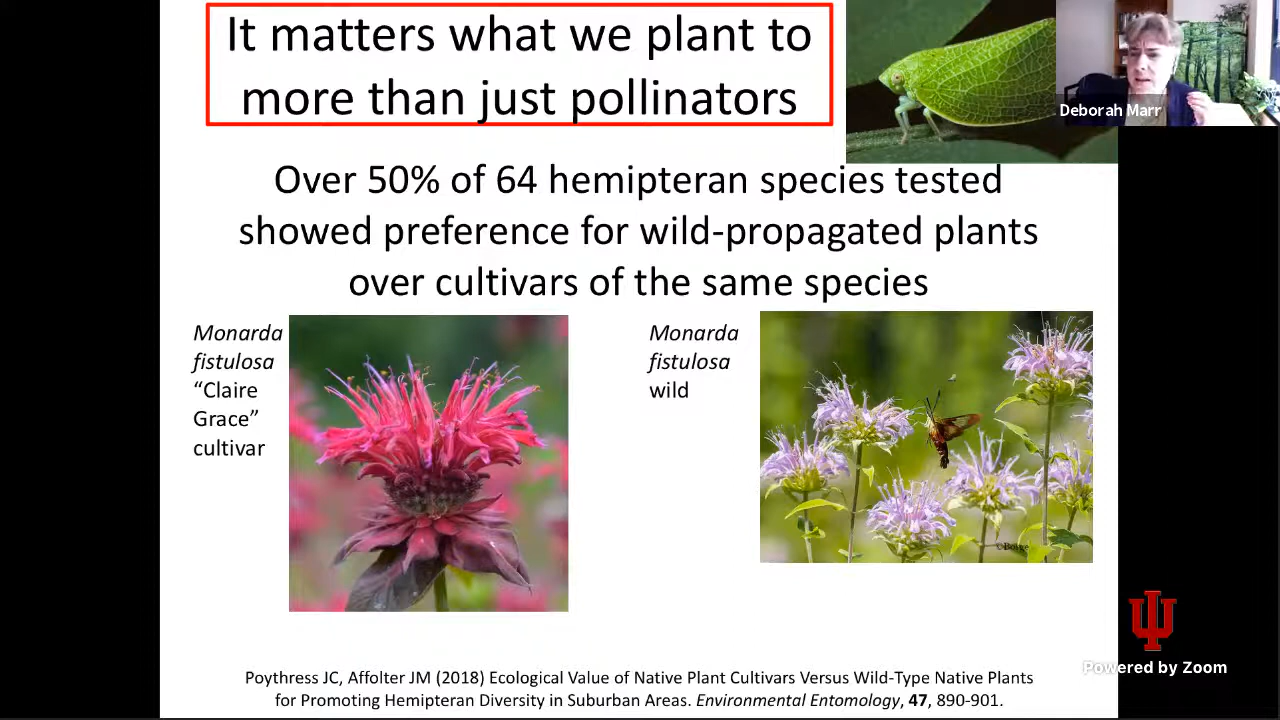 It matters what we plant to
more than just pollinators
Deborah Marr
Over 50% of 64 hemipteran species tested
showed preference for wild-propagated plants
over cultivars of the same species
Monarda
fistulosa
“Claire
Grace”
cultivar
Monarda
fistulosa
wild
Powered by Zoom
Poythress JC, Affolter JM (2018) Ecological Value of Native Plant Cultivars Versus Wild-Type Native Plants
for Promoting Hemipteran Diversity in Suburban Areas. Environmental Entomology, 47, 890-901.